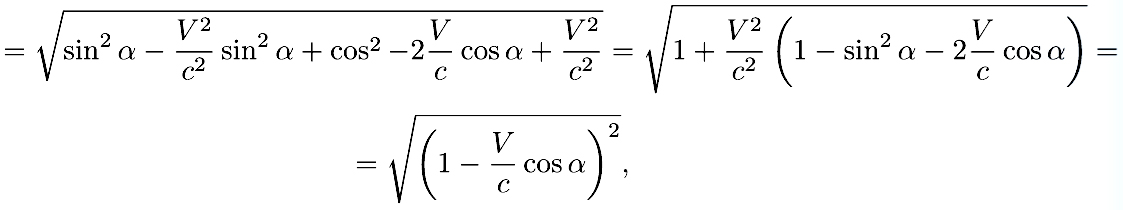 = \sqrt{\sin^2 \alpha - \frac{V^2}{c^2} \sin^2 \alpha + \cos^2 - 2\frac{V}{c} \cos \alpha + \frac{V^2}{c^2}} = \sqrt{1 + \frac{V^2}{c^2} \left(1 - \sin^2 \alpha - 2\frac{V}{c} \cos \alpha\right)} =
= \sqrt{\left(1 - \frac{V}{c} \cos \alpha\right)^2},